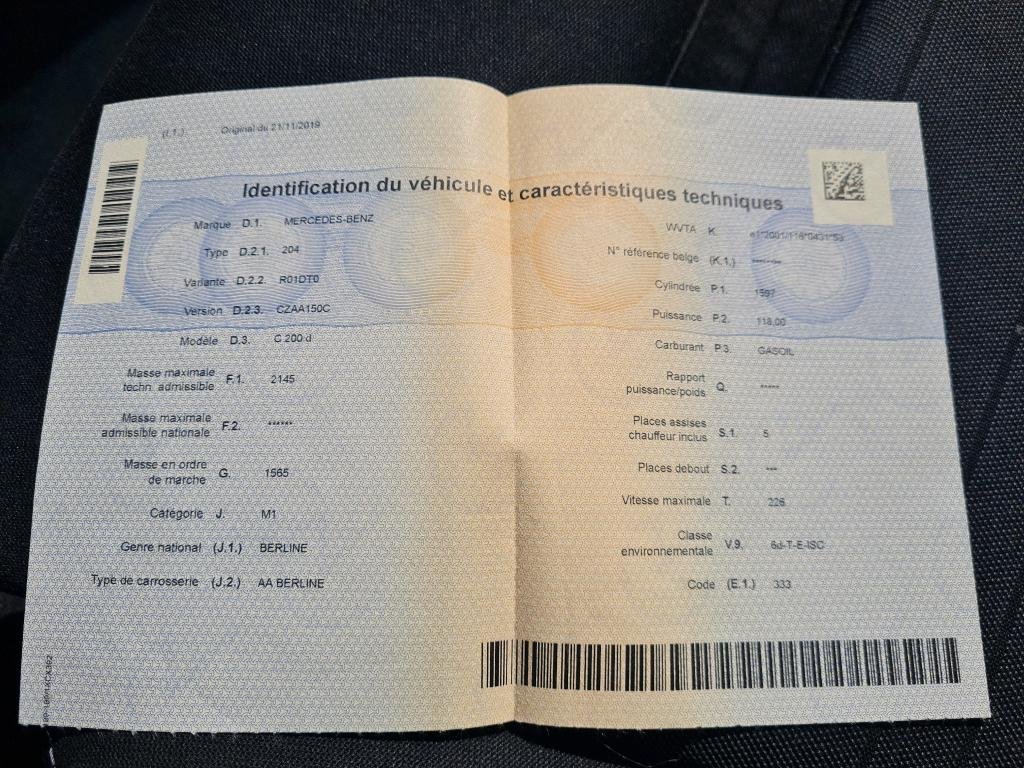 (I.1.) Original du 21/11/2019
Identification du véhicule et caractéristiques techniques
Marque D.1. MERCEDES-BENZ
Type D.2.1. 204
Variante D.2.2. R01DT0
Version D.2.3. CZAA150C
Modèle D.3. C 200 d
Masse maximale
techn. admissible F.1. 2145
Masse maximale
admissible nationale F.2. ******
Masse en ordre
de marche G. 1565
Catégorie J. M1
Genre national (J.1.) BERLINE
Type de carrosserie (J.2.) AA BERLINE
WVTA K. e1*2001/116*0431*53
N° référence belge (K.1.) *******
Cylindrée P.1. 1597
Puissance P.2. 118,00
Carburant P.3. GASOIL
Rapport
puissance/poids Q. *****
Places assises
chauffeur inclus S.1. 5
Places debout S.2. ***
Vitesse maximale T. 226
Classe
environnementale V.9. 6d-T-E-ISC
Code (E.1.) 333